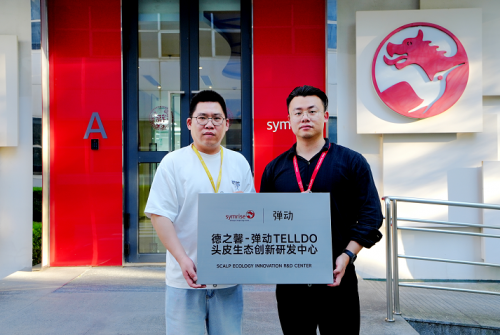 A
sym
symrise
弹动
德之馨-弹动TELLDO
头皮生态创新研发中心
SCALP ECOLOGY INNOVATION R&D CENTER